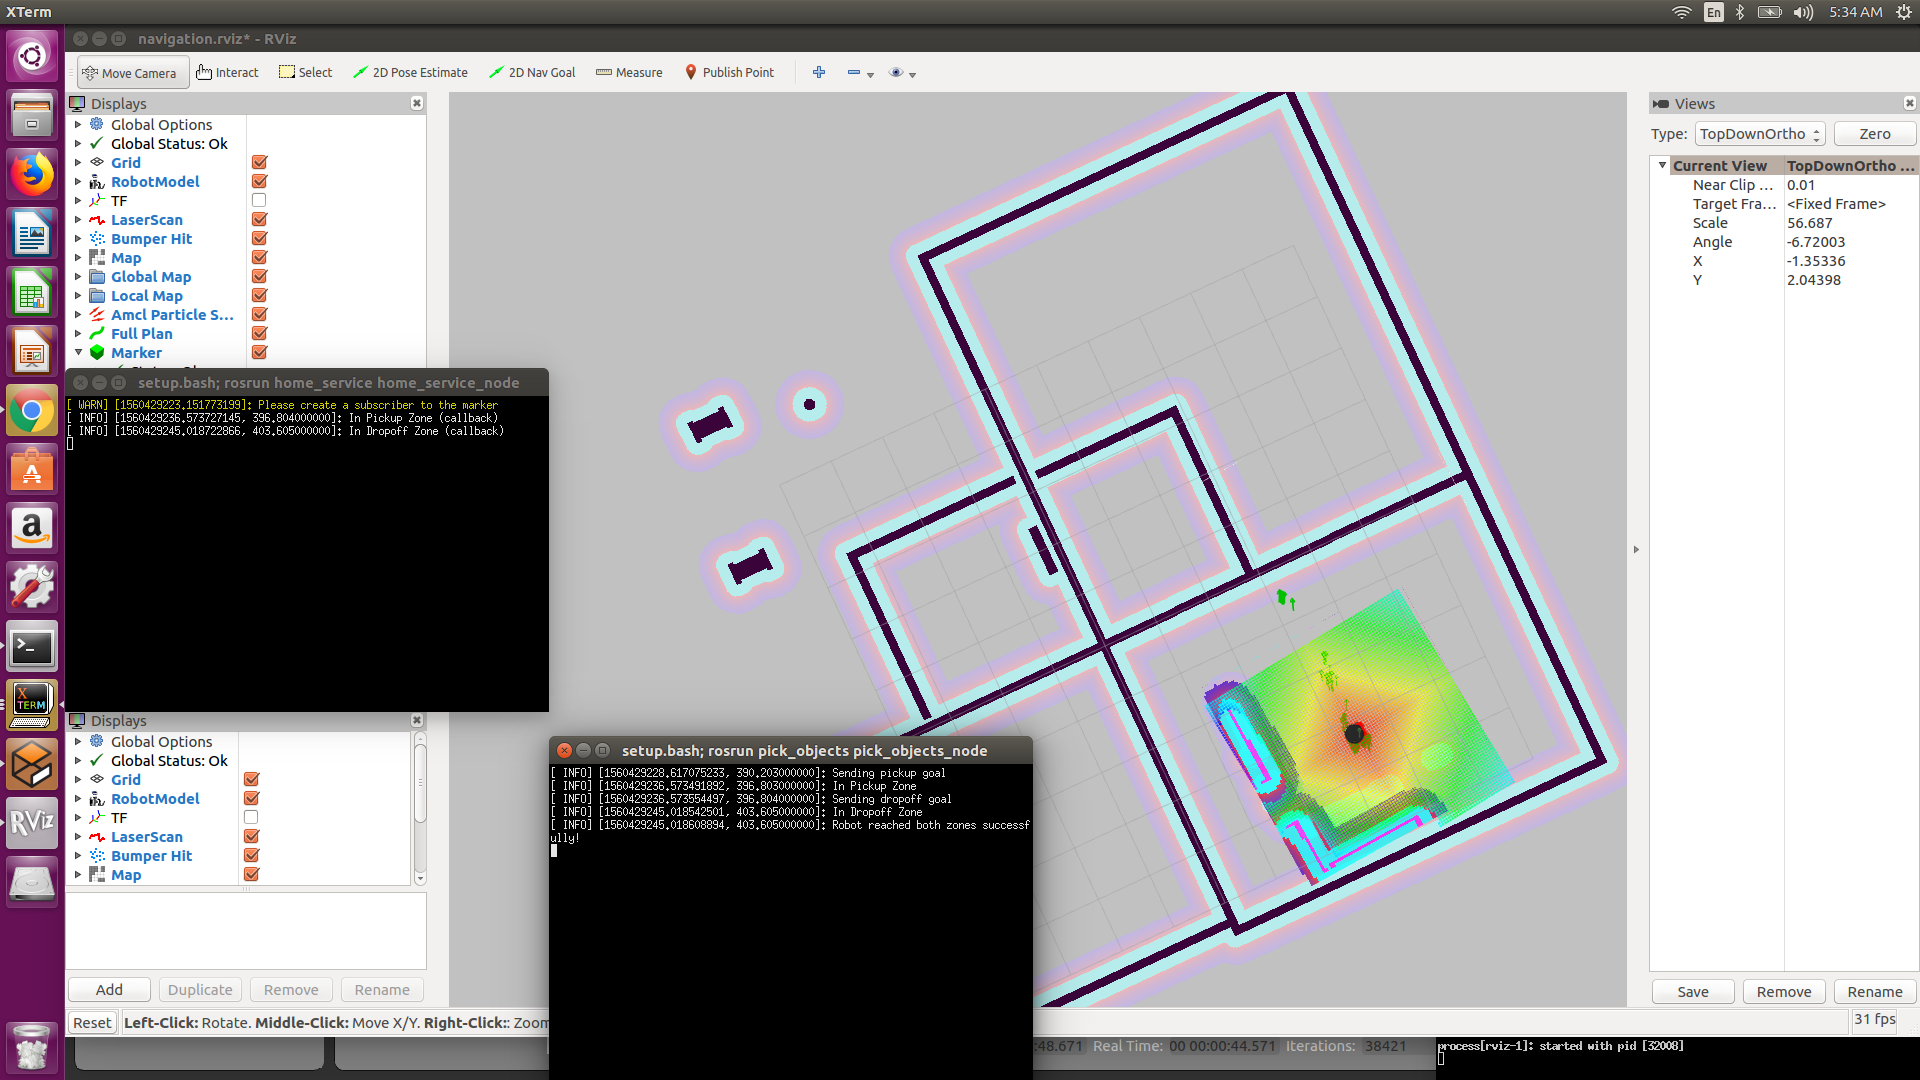 XTerm
En
5:34 AM
navigation.rviz* - RViz
Move Camera
Interact
Select
2D Pose Estimate
2D Nav Goal
Measure
Publish Point
Displays
Global Options
Global Status: Ok
Grid
RobotModel
TF
LaserScan
Bumper Hit
Map
Global Map
Local Map
Amcl Particle S...
Full Plan
Marker
setup.bash; rosrun home_service home_service_node
[ WARN] [1560429223.151773199]: Please create a subscriber to the marker
[ INFO] [1560429236.573727145, 396.804000000]: In Pickup Zone (callback)
[ INFO] [1560429245.018722866, 403.605000000]: In Dropoff Zone (callback)
Displays
Global Options
Global Status: Ok
Grid
RobotModel
TF
LaserScan
Bumper Hit
Map
Add
Duplicate
Remove
Rename
Reset
Left-Click: Rotate. Middle-Click: Move X/Y. Right-Click:: Zoom
setup.bash; rosrun pick_objects pick_objects_node
[ INFO] [1560429228.617075233, 390.203000000]: Sending pickup goal
[ INFO] [1560429236.573491892, 396.803000000]: In Pickup Zone
[ INFO] [1560429236.573554497, 396.804000000]: Sending dropoff goal
[ INFO] [1560429245.018542501, 403.605000000]: In Dropoff Zone
[ INFO] [1560429245.018608894, 403.605000000]: Robot reached both zones successf
ully!
Views
Type:
TopDownOrtho
Zero
Current View
TopDownOrtho ...
Near Clip ...
0.01
Target Fra...
<Fixed Frame>
Scale
56.687
Angle
-6.72003
X
-1.35336
Y
2.04398
Save
Remove
Rename
31 fps
:48.671
Real Time:
00 00:00:44.571
Iterations:
38421
process[rviz-1]: started with pid [32008]
X
TERM
RViz
a
A